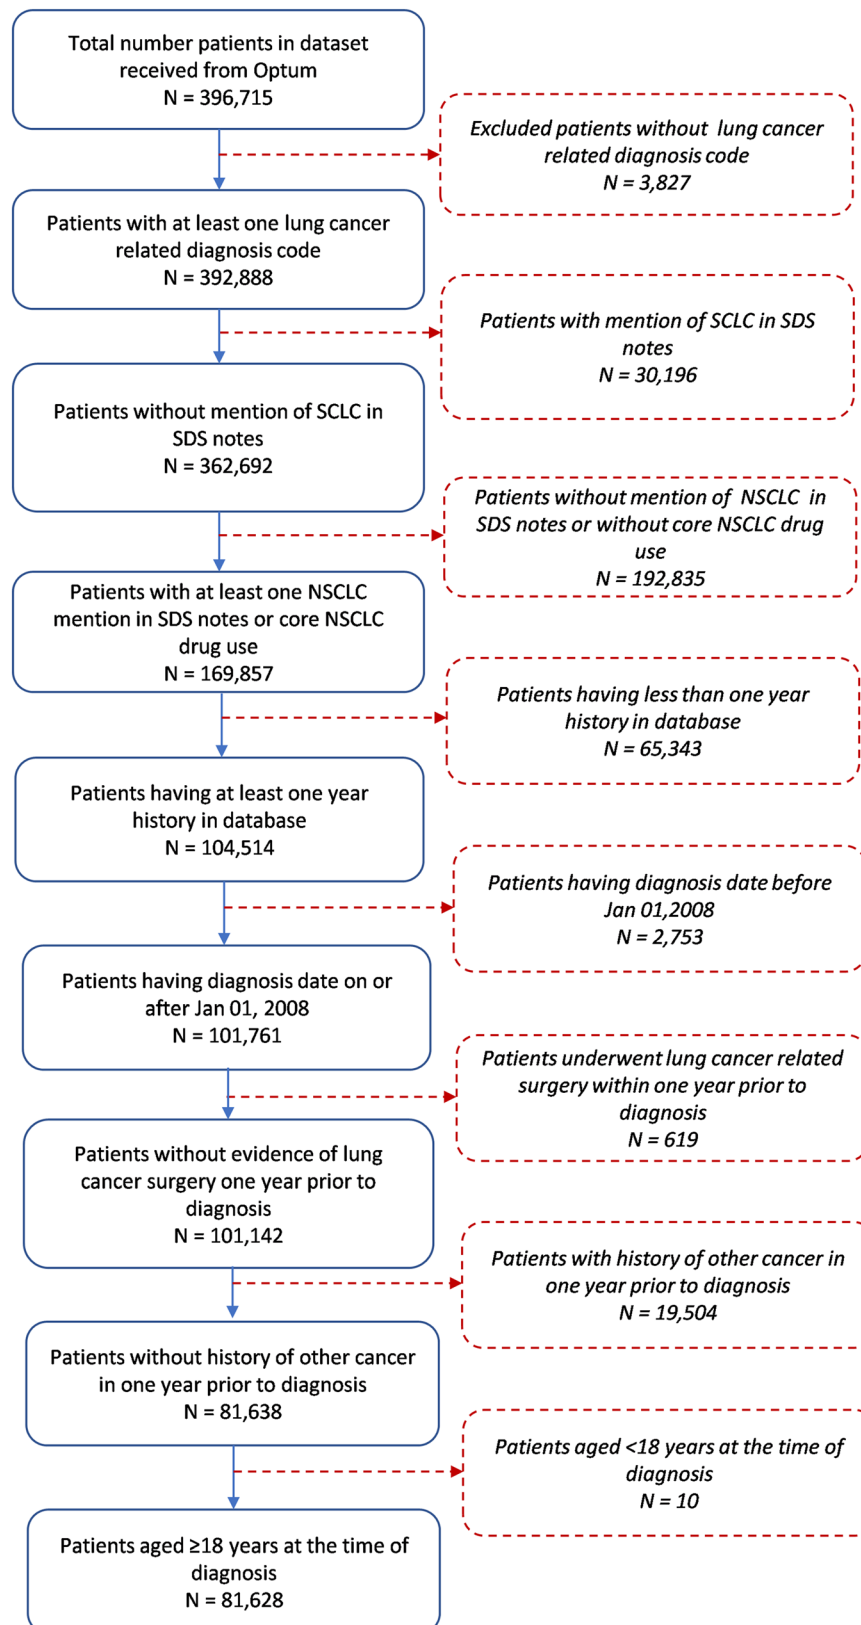 Total number patients in dataset
received from Optum
N = 396,715
Excluded patients without lung cancer
related diagnosis code
N = 3,827
Patients with at least one lung cancer
related diagnosis code
N = 392,888
Patients with mention of SCLC in SDS
notes
N = 30,196
Patients without mention of SCLC in
SDS notes
N = 362,692
Patients without mention of NSCLC in
SDS notes or without core NSCLC drug
use
N = 192,835
Patients with at least one NSCLC
mention in SDS notes or core NSCLC
drug use
N = 169,857
Patients having less than one year
history in database
N = 65,343
Patients having at least one year
history in database
N = 104,514
Patients having diagnosis date before
Jan 01,2008
N = 2,753
Patients having diagnosis date on or
after Jan 01, 2008
N = 101,761
Patients underwent lung cancer related
surgery within one year prior to
diagnosis
N = 619
Patients without evidence of lung
cancer surgery one year prior to
diagnosis
N = 101,142
Patients with history of other cancer in
one year prior to diagnosis
N = 19,504
Patients without history of other cancer
in one year prior to diagnosis
N = 81,638
Patients aged <18 years at the time of
diagnosis
N = 10
Patients aged ≥18 years at the time of
diagnosis
N = 81,628